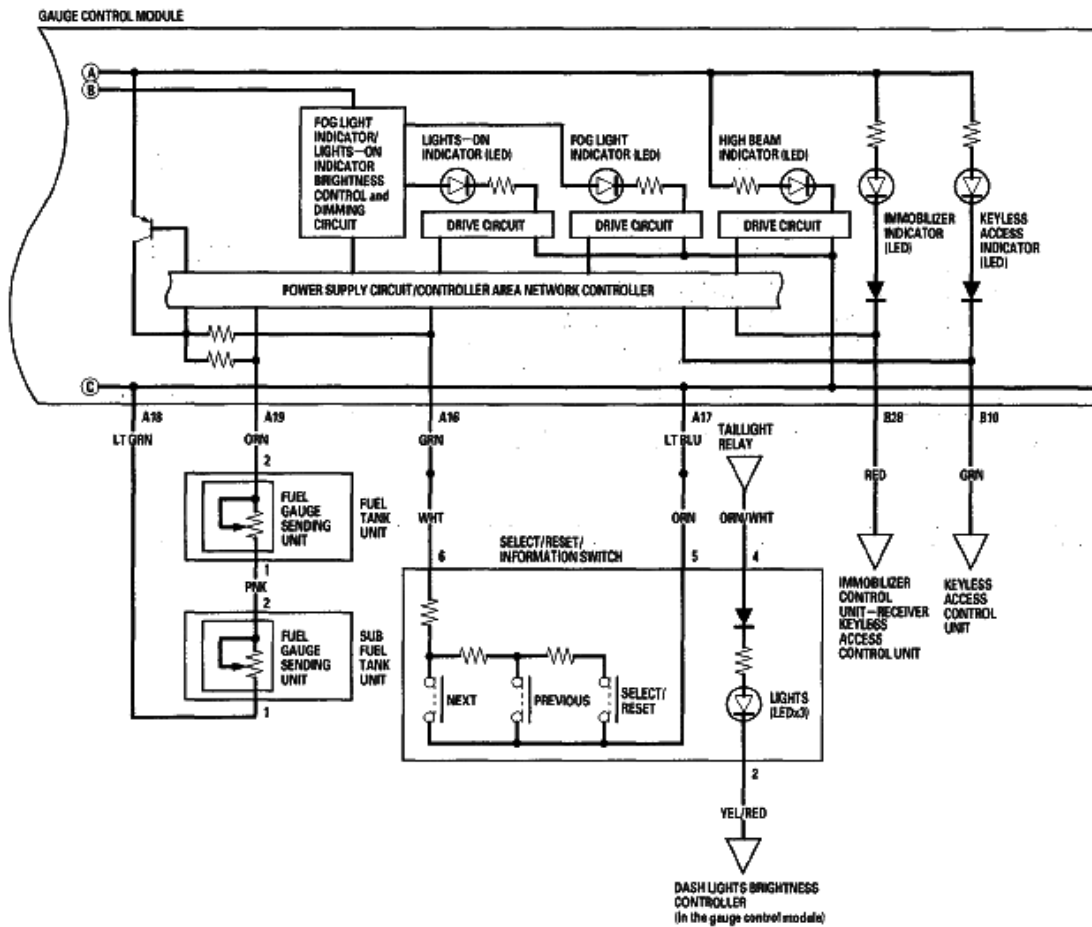 GAUGE CONTROL MODULE
A
B
FOG LIGHT
INDICATOR/
LIGHTS-ON
INDICATOR
BRIGHTNESS
CONTROL and
DIMMING
CIRCUIT
LIGHTS-ON
INDICATOR (LED)
FOG LIGHT
INDICATOR (LED)
HIGH BEAM
INDICATOR (LED)
DRIVE CIRCUIT
DRIVE CIRCUIT
DRIVE CIRCUIT
IMMOBILIZER
INDICATOR
(LED)
KEYLESS
ACCESS
INDICATOR
(LED)
POWER SUPPLY CIRCUIT/CONTROLLER AREA NETWORK CONTROLLER
C
A18
A19
A16
A17
B28
B10
LT GRN
ORN
GRN
LT BLU
TAILLIGHT
RELAY
RED
GRN
2
FUEL
GAUGE
SENDING
UNIT
FUEL
TANK
UNIT
1
PNK
2
FUEL
GAUGE
SENDING
UNIT
SUB
FUEL
TANK
UNIT
1
WHT
ORN
ORN/WHT
SELECT/RESET/
INFORMATION SWITCH
6
5
4
NEXT
PREVIOUS
SELECT/
RESET
LIGHTS
(LEDx3)
2
YEL/RED
DASH LIGHTS BRIGHTNESS
CONTROLLER
(In the gauge control module)
IMMOBILIZER
CONTROL
UNIT-RECEIVER
KEYLESS
ACCESS
CONTROL UNIT
KEYLESS
ACCESS
CONTROL
UNIT